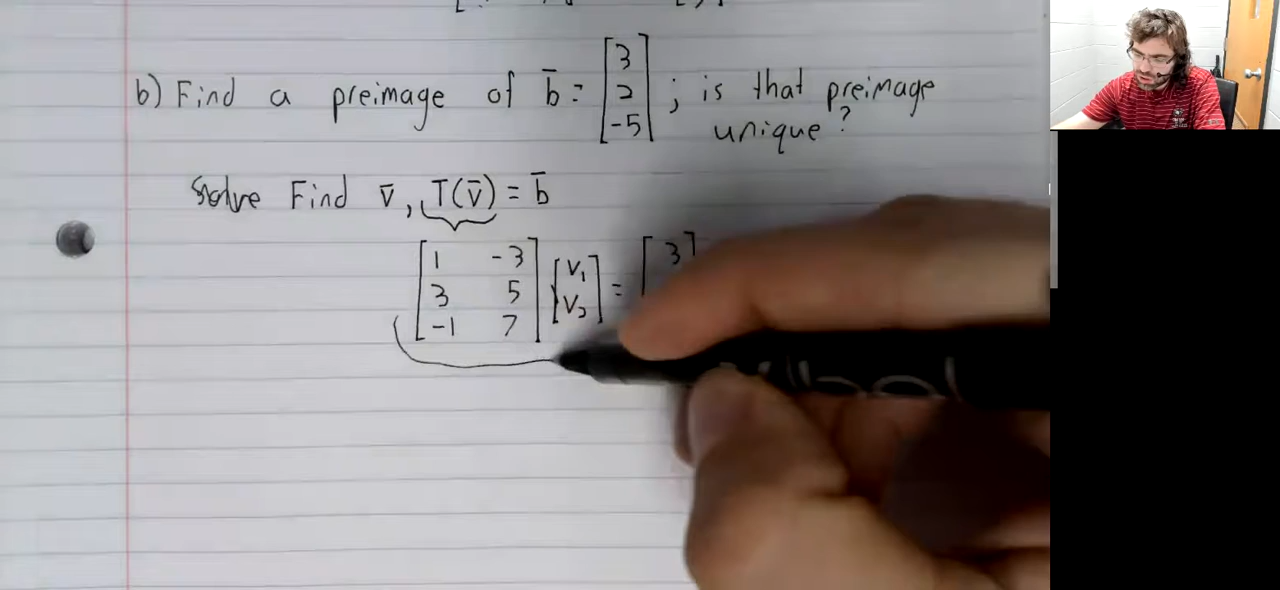 b) Find a preimage of b̄ = [3 2 -5] ; is that preimage unique?
Solve Find v̄, T(v̄) = b̄
[1 -3] [v₁] = [3]
[3 5] [v₂]
[-1 7]